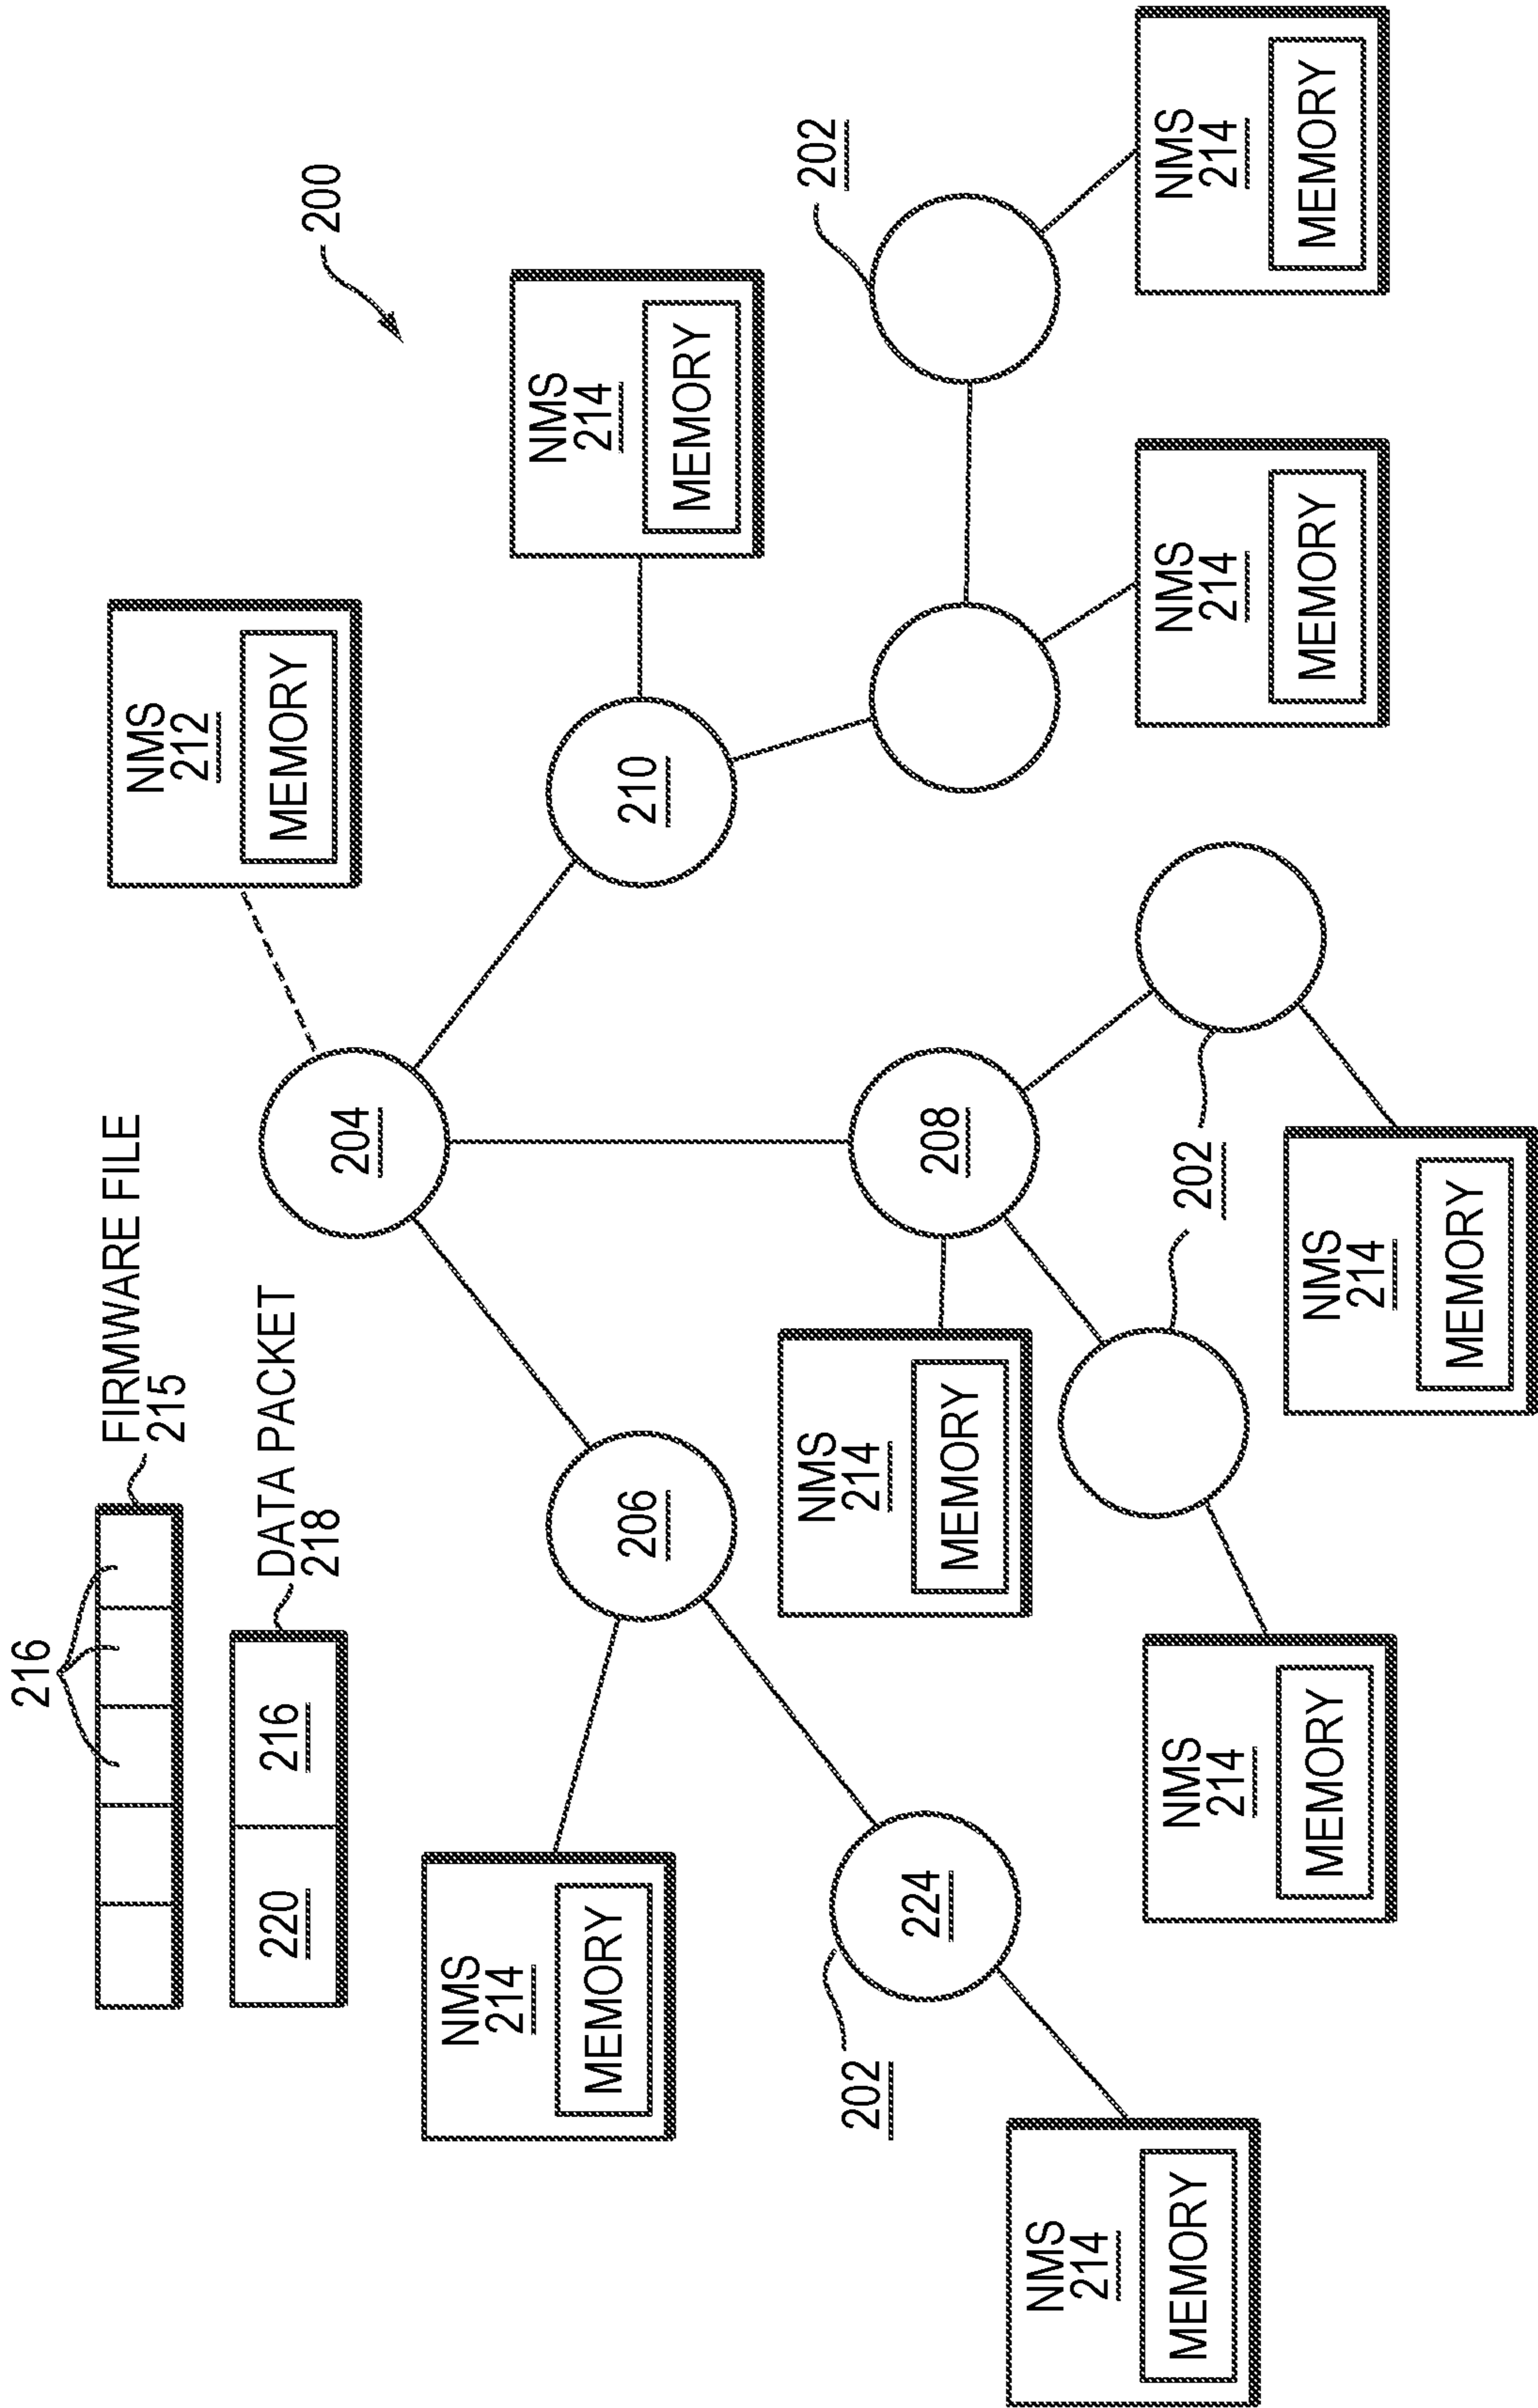 216
FIRMWARE FILE
215
220
216
DATA PACKET
218
200
204
NMS
212
MEMORY
NMS
214
MEMORY
206
210
NMS
214
MEMORY
202
224
NMS
214
MEMORY
208
202
NMS
214
MEMORY
NMS
214
MEMORY
202
NMS
214
MEMORY
NMS
214
MEMORY
NMS
214
MEMORY